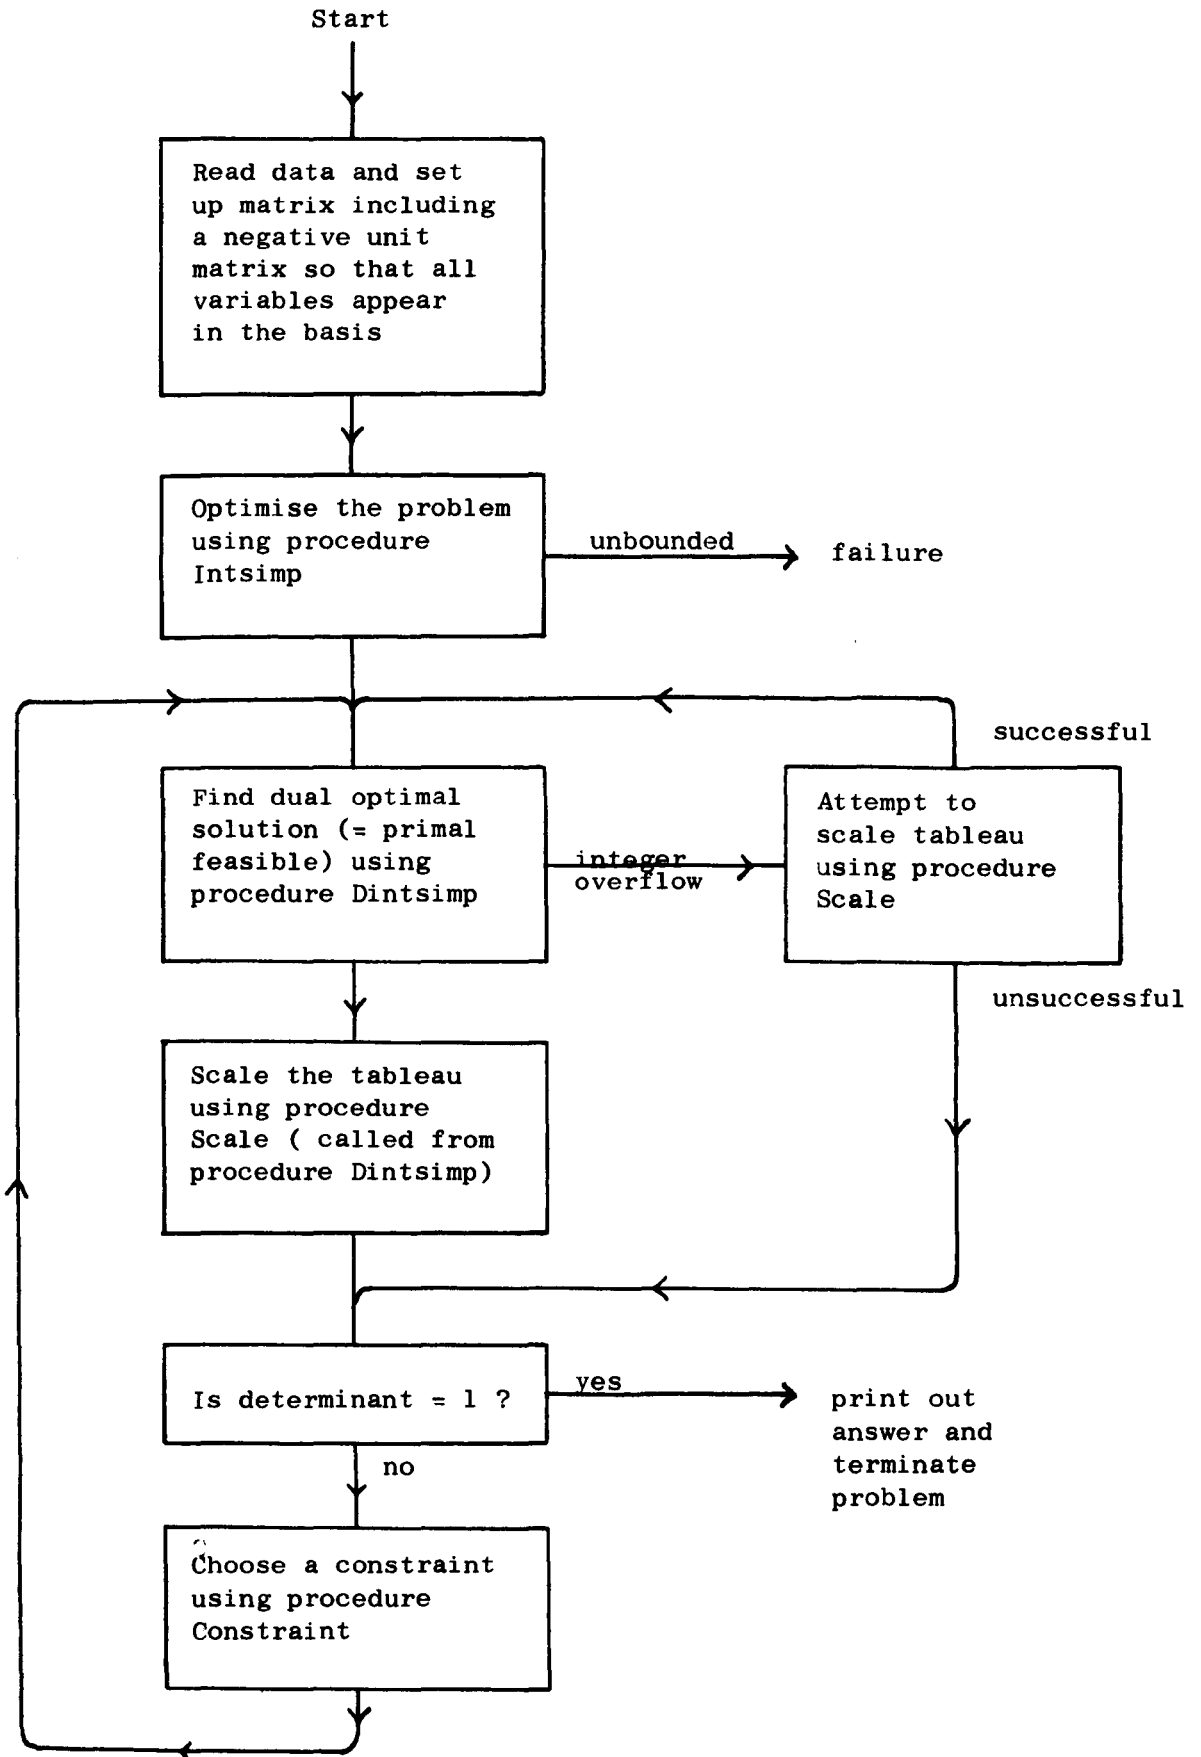 Start
Read data and set
up matrix including
a negative unit
matrix so that all
variables appear
in the basis
Optimise the problem
using procedure
Intsimp
unbounded
failure
successful
Find dual optimal
solution (= primal
feasible) using
procedure Dintsimp
integer
overflow
Attempt to
scale tableau
using procedure
Scale
unsuccessful
Scale the tableau
using procedure
Scale ( called from
procedure Dintsimp)
Is determinant = 1 ?
yes
print out
answer and
terminate
problem
no
Choose a constraint
using procedure
Constraint